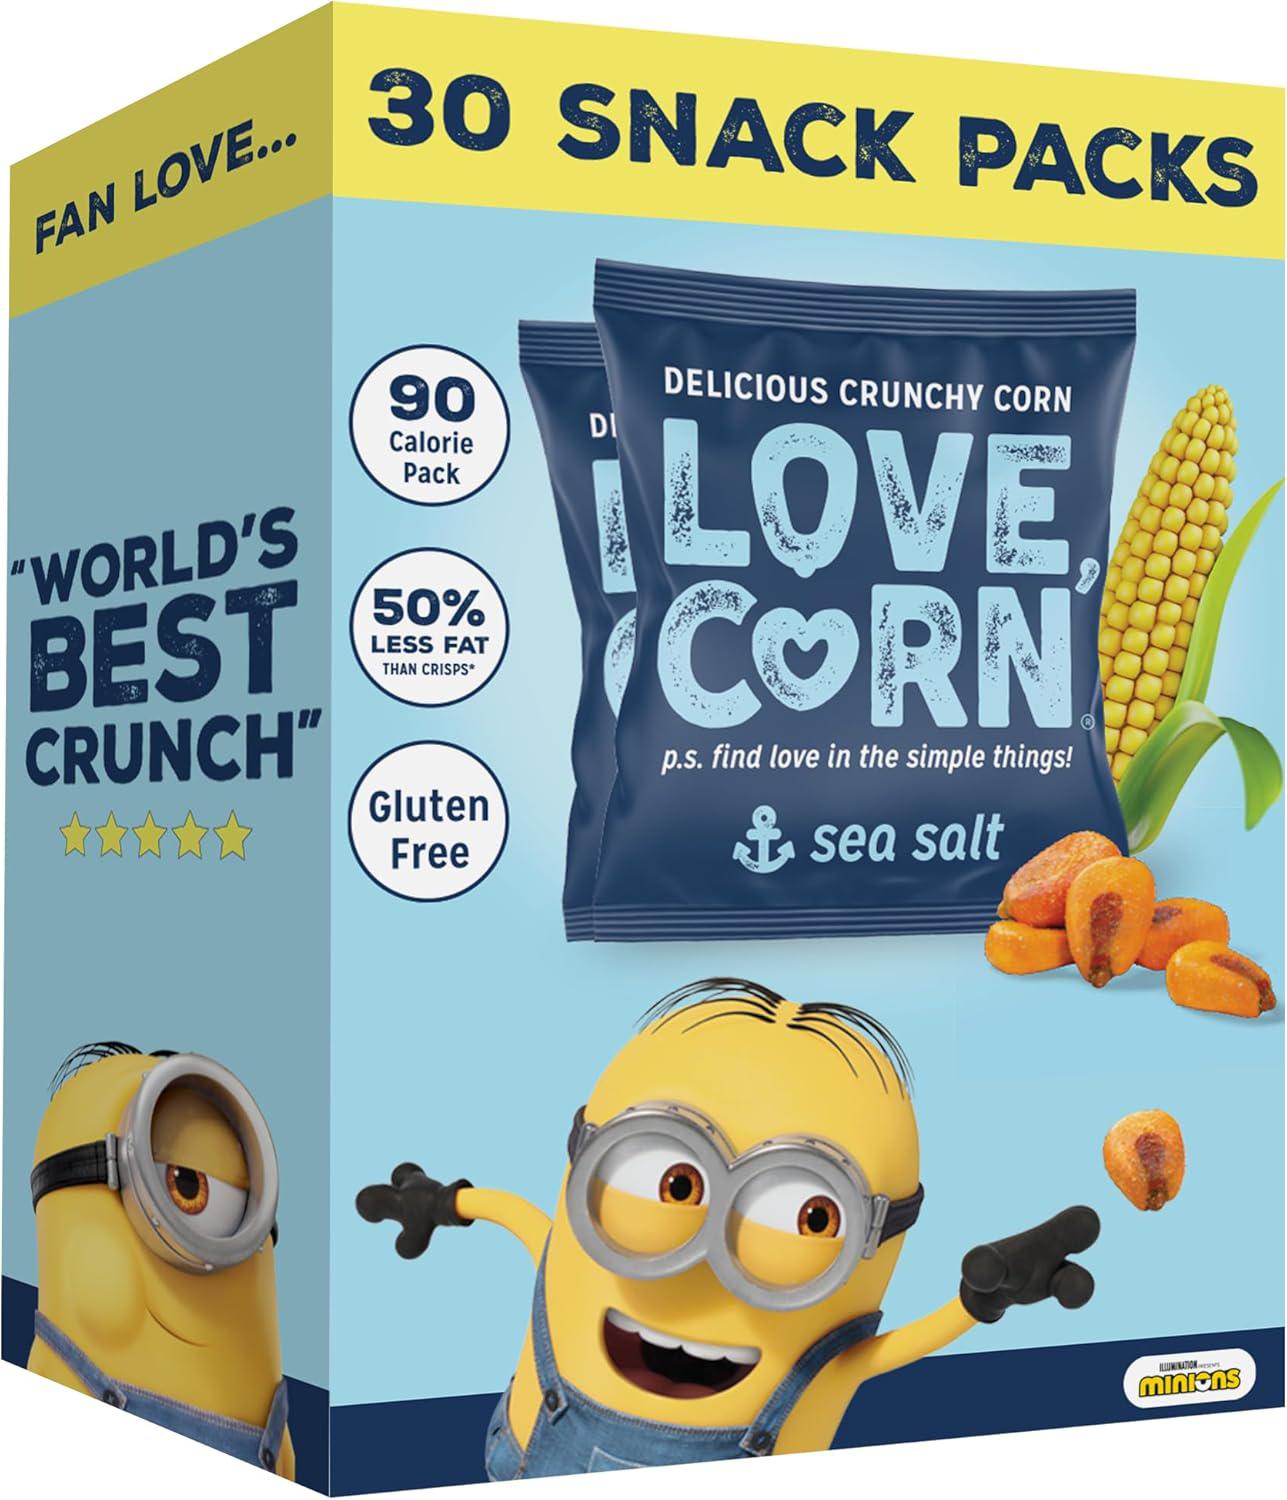 FAN LOVE...
"WORLD'S
BEST
CRUNCH"
30 SNACK PACKS
90
Calorie
Pack
50%
LESS FAT
THAN CRISPS*
Gluten
Free
DELICIOUS CRUNCHY CORN
LOVE,
CORN
®
p.s. find love in the simple things!
sea salt
ILLUMINATION PRESENTS
minions